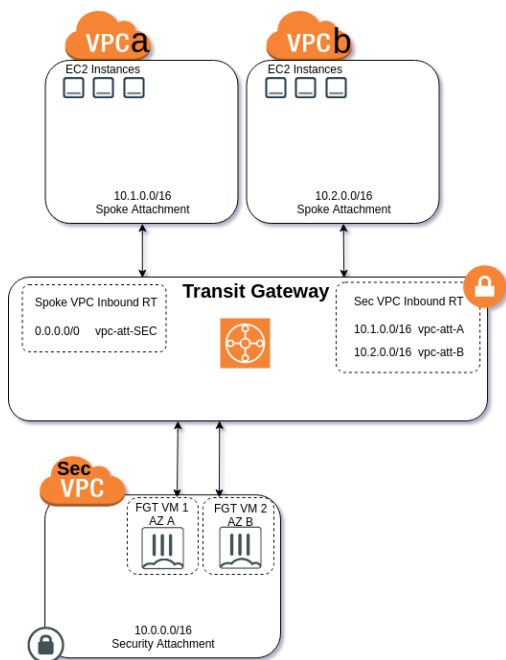 VPCa
VPCb
EC2 Instances
EC2 Instances
10.1.0.0/16
Spoke Attachment
10.2.0.0/16
Spoke Attachment
Transit Gateway
Spoke VPC Inbound RT
0.0.0.0/0 vpc-att-SEC
Sec VPC Inbound RT
10.1.0.0/16 vpc-att-A
10.2.0.0/16 vpc-att-B
Sec
VPC
FGT VM 1
AZ A
FGT VM 2
AZ B
10.0.0.0/16
Security Attachment